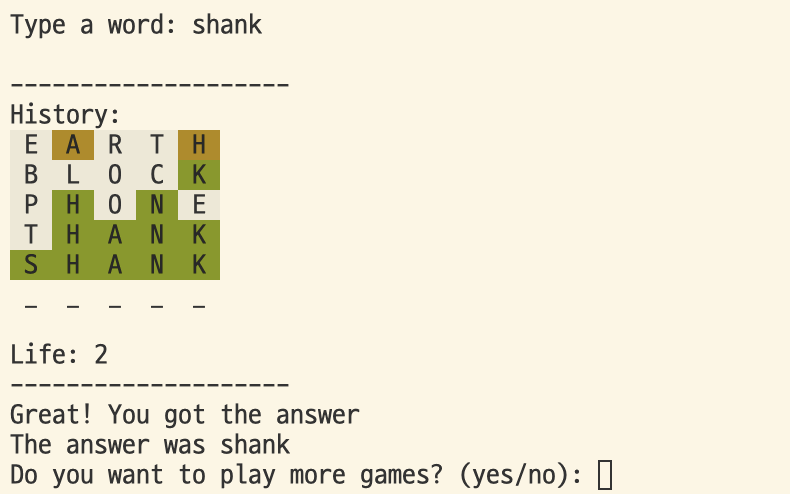 Type a word: shank
--------------------
History:
E A R T H
B L O C K
P H O N E
T H A N K
S H A N K
_ _ _ _ _
Life: 2
--------------------
Great! You got the answer
The answer was shank
Do you want to play more games? (yes/no):